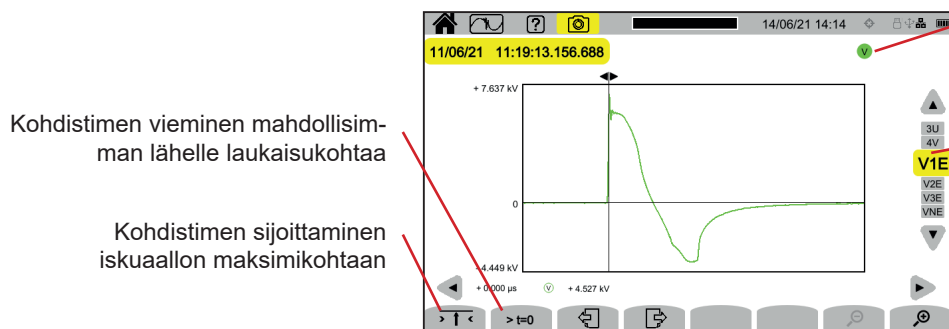 14/06/21 14:14
11/06/21 11:19:13.156.688
V
+ 7.637 kV
Kohdistimen vieminen mahdollisim-
man lähelle laukaisukohtaa
3U
4V
V1E
V2E
V3E
VNE
0
Kohdistimen sijoittaminen
iskuaallon maksimikohtaan
- 4.449 kV
+ 0.000 µs V + 4.527 kV
> t=0